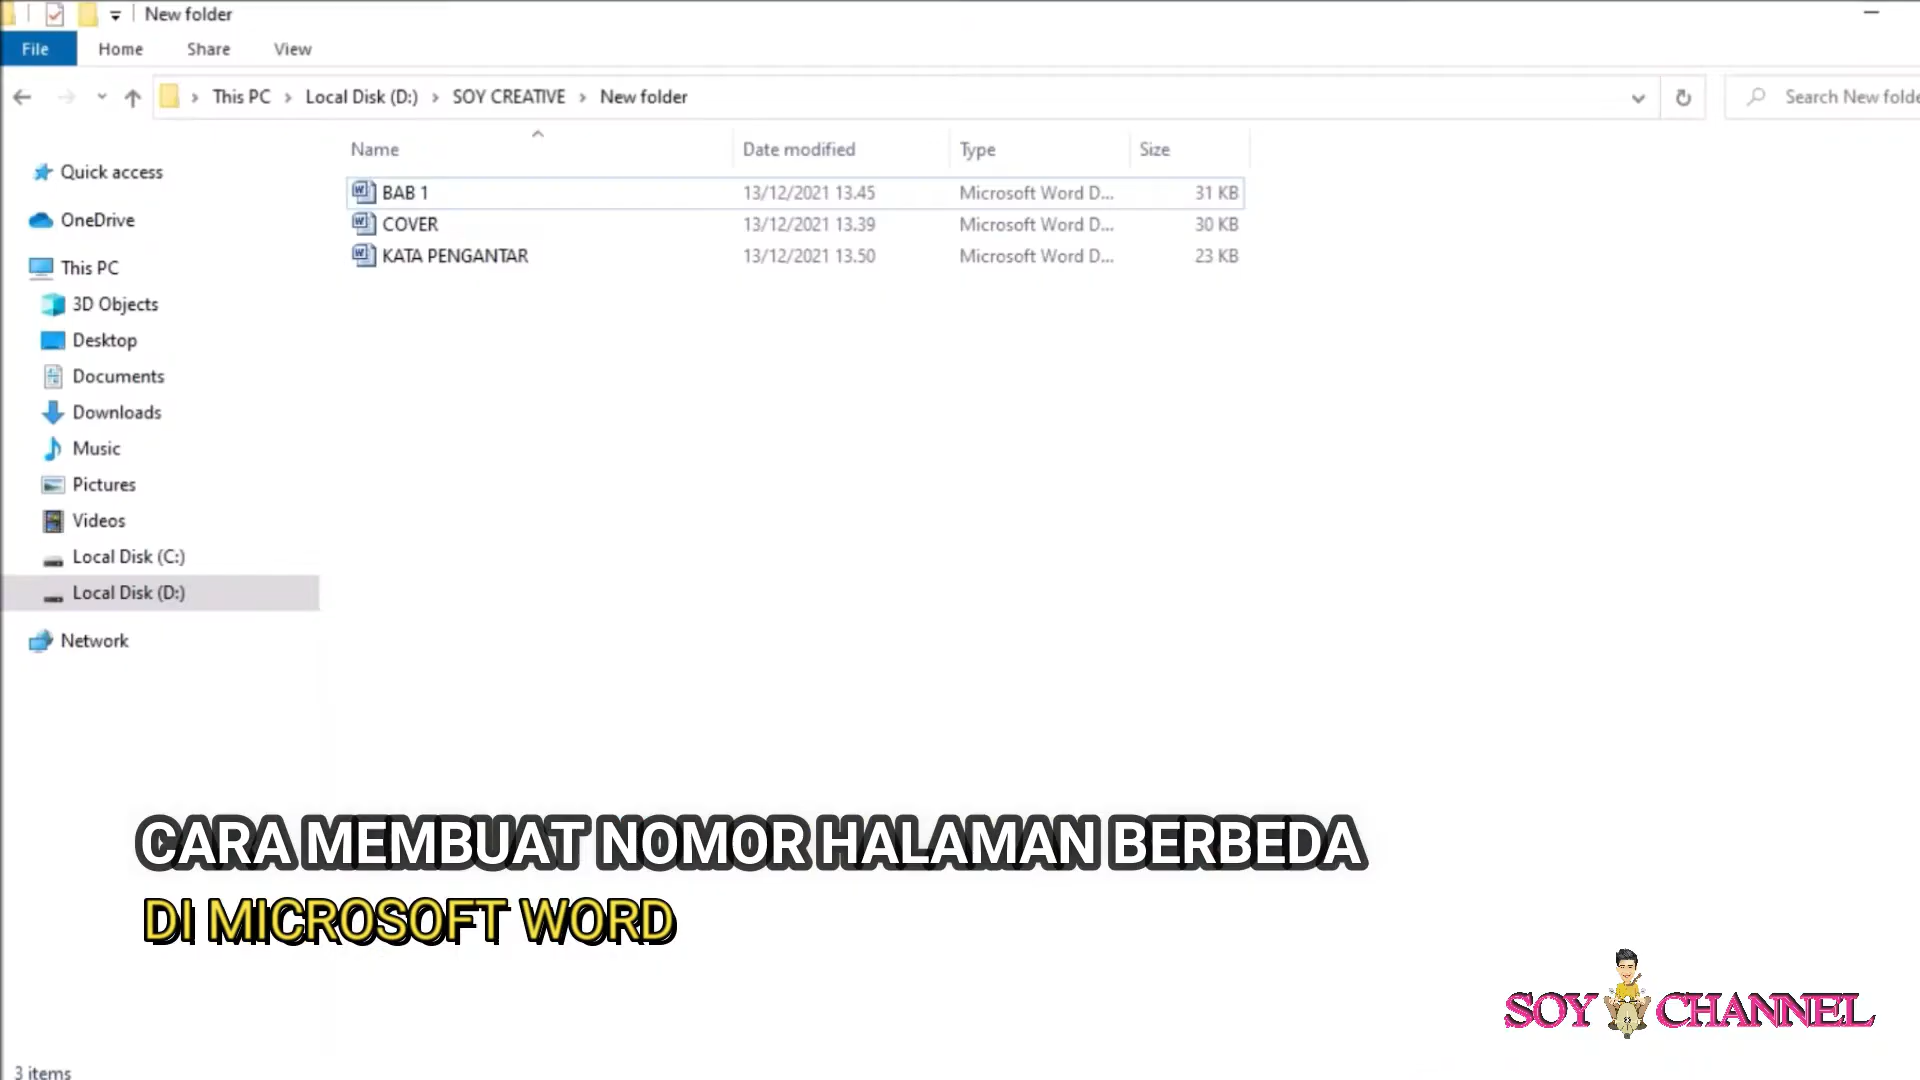 New folder
File Home Share View
This PC Local Disk (D:) SOY CREATIVE New folder Search New folde
Name Date modified Type Size
Quick access
OneDrive
This PC
3D Objects
Desktop
Documents
Downloads
Music
Pictures
Videos
Local Disk (C:)
Local Disk (D:)
Network
BAB 1 13/12/2021 13.45 Microsoft Word D... 31 KB
COVER 13/12/2021 13.39 Microsoft Word D... 30 KB
KATA PENGANTAR 13/12/2021 13.50 Microsoft Word D... 23 KB
CARA MEMBUAT NOMOR HALAMAN BERBEDA
DI MICROSOFT WORD
SOY CHANNEL
3 items